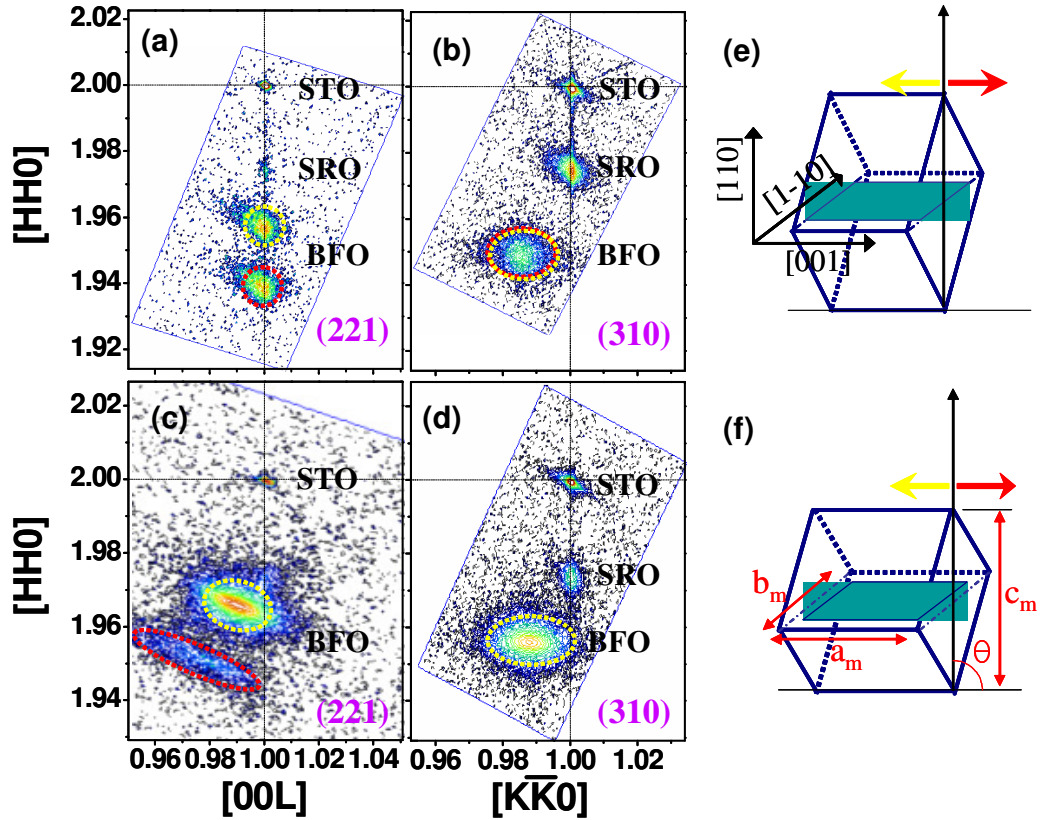 (a)
2.02
2.00
1.98
1.96
1.94
1.92
[HH0]
STO
SRO
BFO
(221)
(b)
STO
SRO
BFO
(310)
(e)
[110]
[1-10]
[001]
(c)
2.02
2.00
1.98
1.96
1.94
[HH0]
STO
BFO
(221)
0.96 0.98 1.00 1.02 1.04
[00L]
(d)
STO
SRO
BFO
(310)
0.96 0.98 1.00 1.02
[KK̅0]
(f)
bm
am
cm
θ